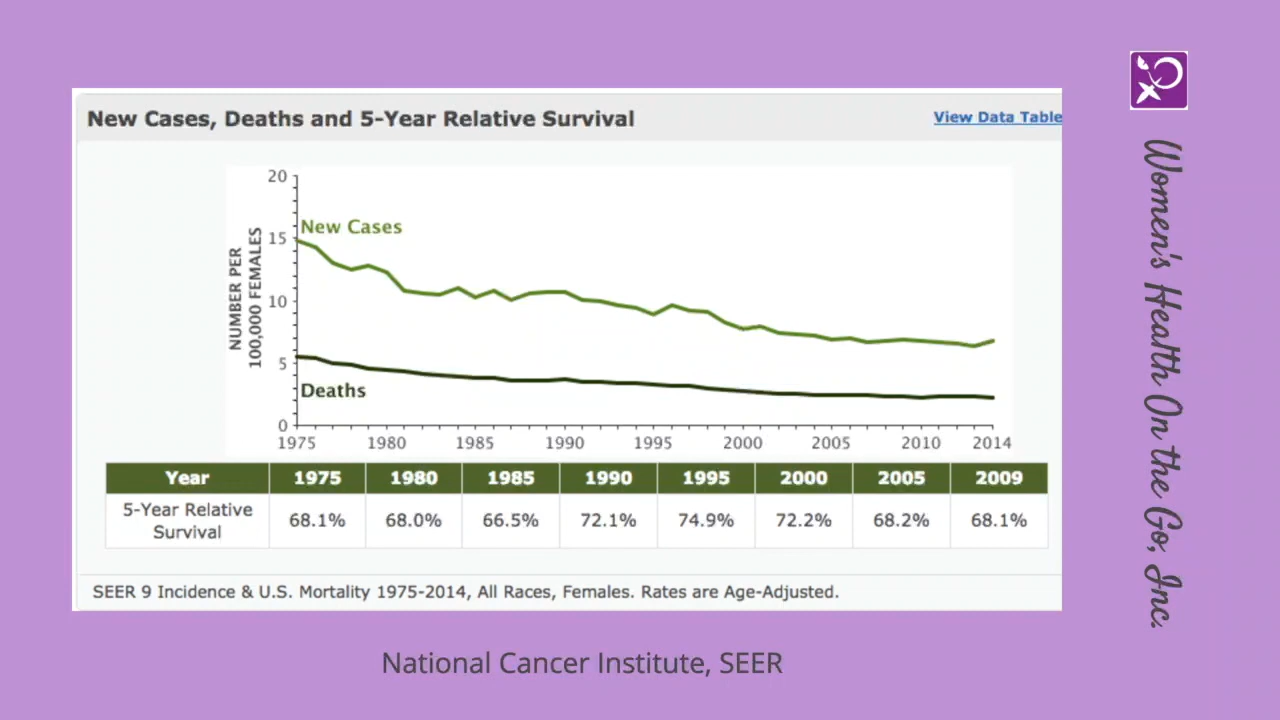 New Cases, Deaths and 5-Year Relative Survival
View Data Table
NUMBER PER
100,000 FEMALES
20
15
10
5
0
New Cases
Deaths
1975 1980 1985 1990 1995 2000 2005 2010 2014
Year 1975 1980 1985 1990 1995 2000 2005 2009
5-Year Relative
Survival
68.1% 68.0% 66.5% 72.1% 74.9% 72.2% 68.2% 68.1%
SEER 9 Incidence & U.S. Mortality 1975-2014, All Races, Females. Rates are Age-Adjusted.
National Cancer Institute, SEER
Women's Health On the Go, Inc.